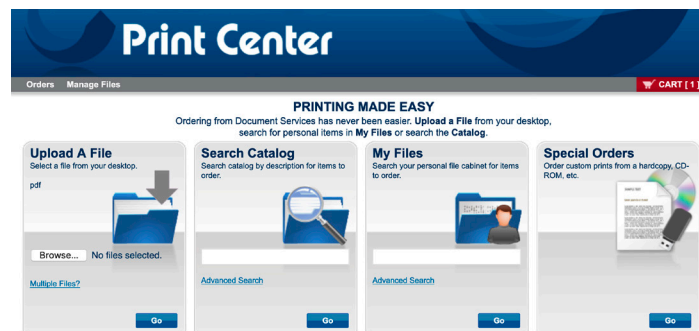 Print Center
Orders Manage Files CART [ 1 ]
PRINTING MADE EASY
Ordering from Document Services has never been easier. Upload a File from your desktop,
search for personal items in My Files or search the Catalog.
Upload A File
Select a file from your desktop.
pdf
Browse... No files selected.
Multiple Files?
Go
Search Catalog
Search catalog by description for items to
order.
Advanced Search
Go
My Files
Search your personal file cabinet for items
to order.
Advanced Search
Go
Special Orders
Order custom prints from a hardcopy, CD-
ROM, etc.
Go